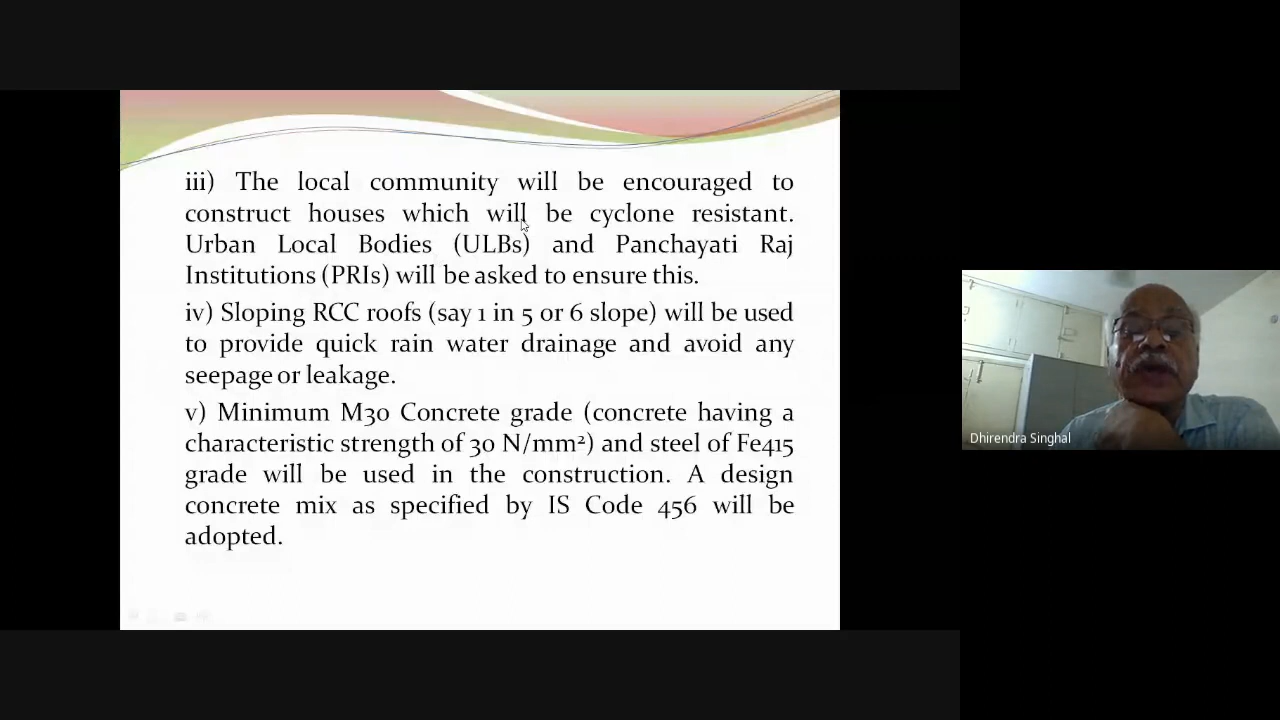 iii) The local community will be encouraged to
construct houses which will be cyclone resistant.
Urban Local Bodies (ULBs) and Panchayati Raj
Institutions (PRIs) will be asked to ensure this.
iv) Sloping RCC roofs (say 1 in 5 or 6 slope) will be used
to provide quick rain water drainage and avoid any
seepage or leakage.
v) Minimum M30 Concrete grade (concrete having a
characteristic strength of 30 N/mm²) and steel of Fe415
grade will be used in the construction. A design
concrete mix as specified by IS Code 456 will be
adopted.
Dhirendra Singhal